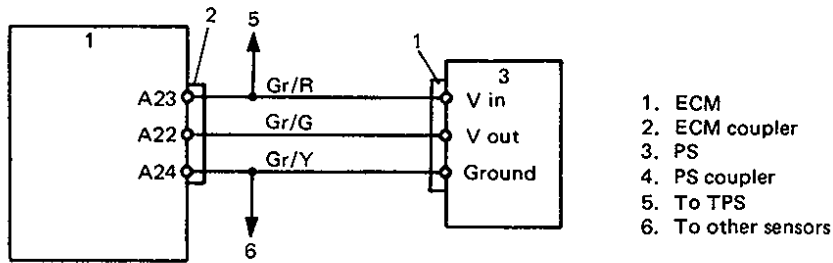 1
2
5
1
3
A23
Gr/R
V in
A22
Gr/G
V out
A24
Gr/Y
Ground
6
1. ECM
2. ECM coupler
3. PS
4. PS coupler
5. To TPS
6. To other sensors